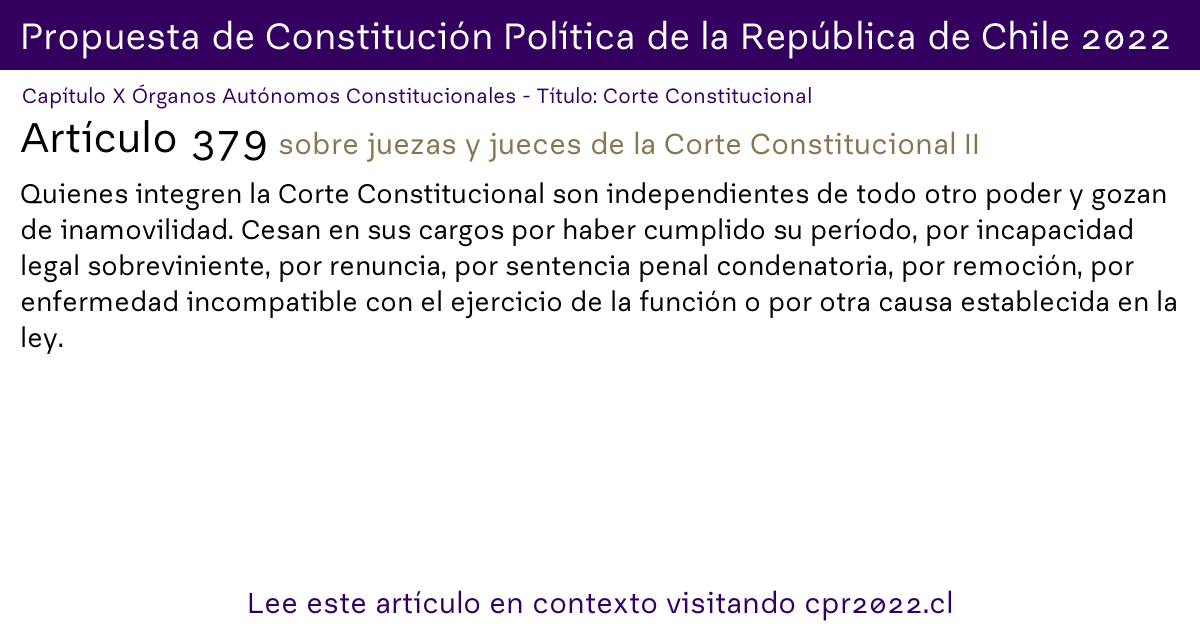 Propuesta de Constitución Política de la República de Chile 2022
Capítulo X Órganos Autónomos Constitucionales - Título: Corte Constitucional
Artículo 379 sobre juezas y jueces de la Corte Constitucional II
Quienes integren la Corte Constitucional son independientes de todo otro poder y gozan
de inamovilidad. Cesan en sus cargos por haber cumplido su período, por incapacidad
legal sobreviniente, por renuncia, por sentencia penal condenatoria, por remoción, por
enfermedad incompatible con el ejercicio de la función o por otra causa establecida en la
ley.
Lee este artículo en contexto visitando cpr2022.cl